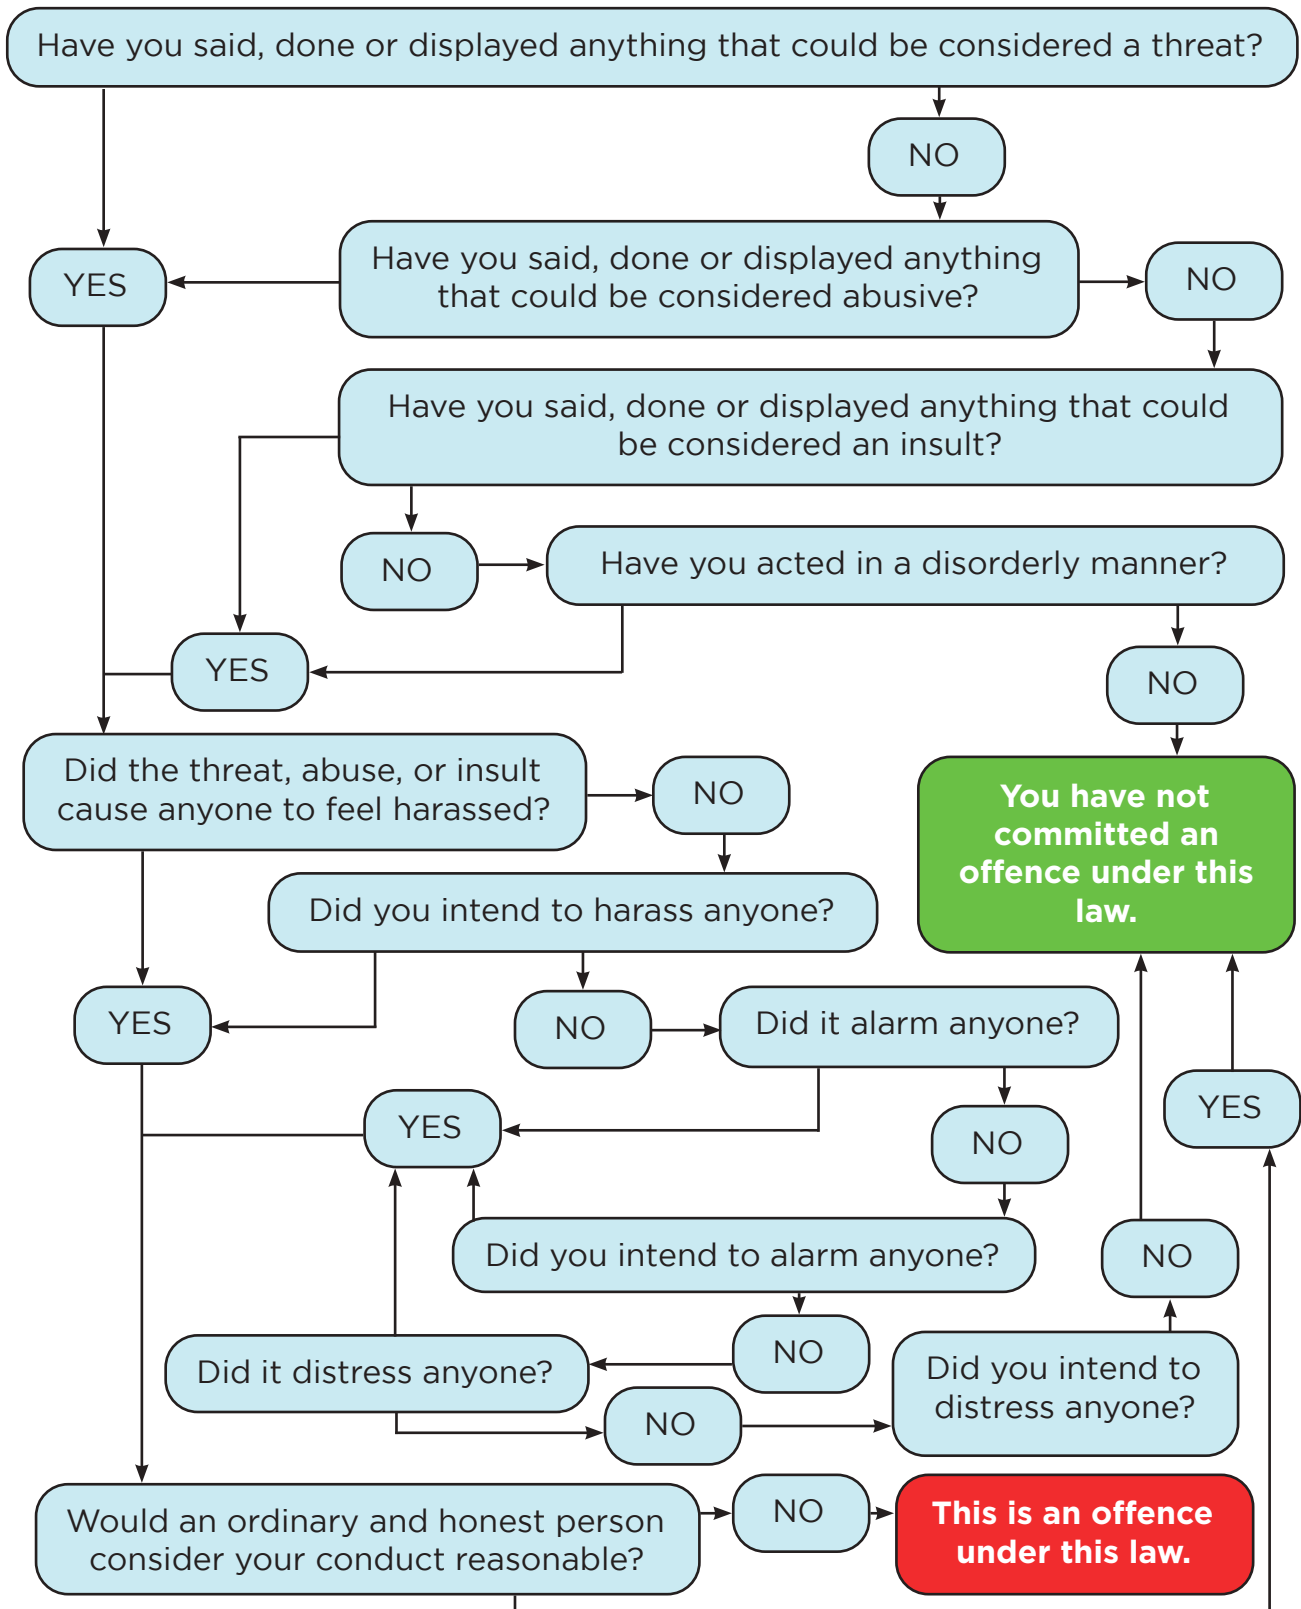 Have you said, done or displayed anything that could be considered a threat?
NO
Have you said, done or displayed anything
that could be considered abusive?
YES
NO
Have you said, done or displayed anything that could
be considered an insult?
NO
Have you acted in a disorderly manner?
YES
NO
Did the threat, abuse, or insult
cause anyone to feel harassed?
NO
You have not
committed an
offence under this
law.
Did you intend to harass anyone?
YES
NO
Did it alarm anyone?
YES
YES
NO
Did you intend to alarm anyone?
NO
NO
Did it distress anyone?
Did you intend to
distress anyone?
NO
Would an ordinary and honest person
consider your conduct reasonable?
NO
This is an offence
under this law.